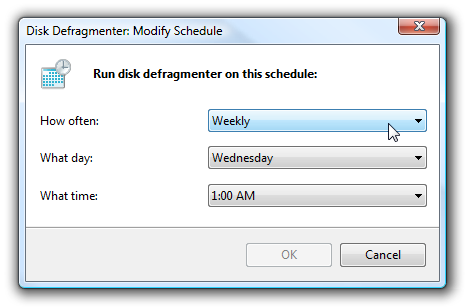 Disk Defragmenter: Modify Schedule
Run disk defragmenter on this schedule:
How often: Weekly
What day: Wednesday
What time: 1:00 AM
OK Cancel